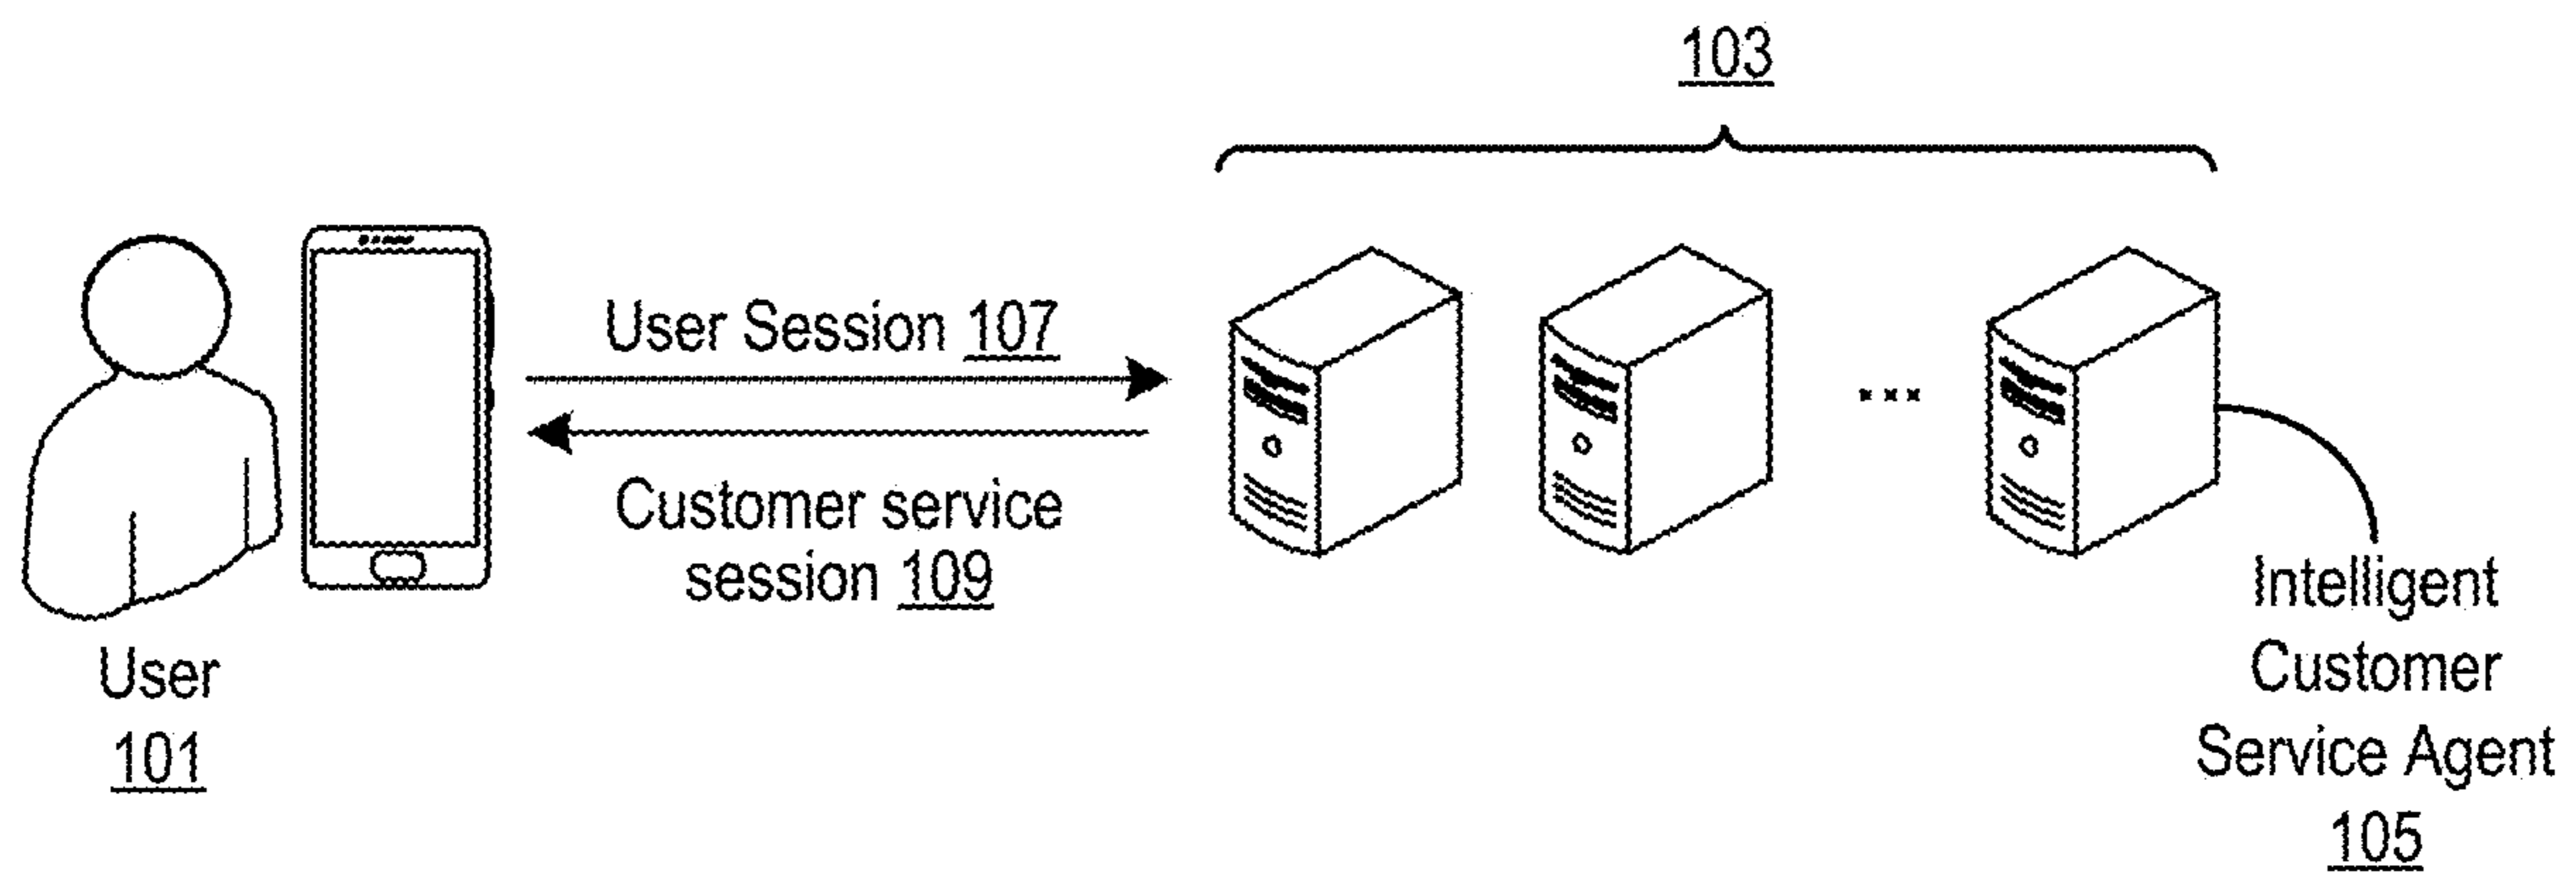 103
User Session 107
Customer service
session 109
User
101
Intelligent
Customer
Service Agent
105